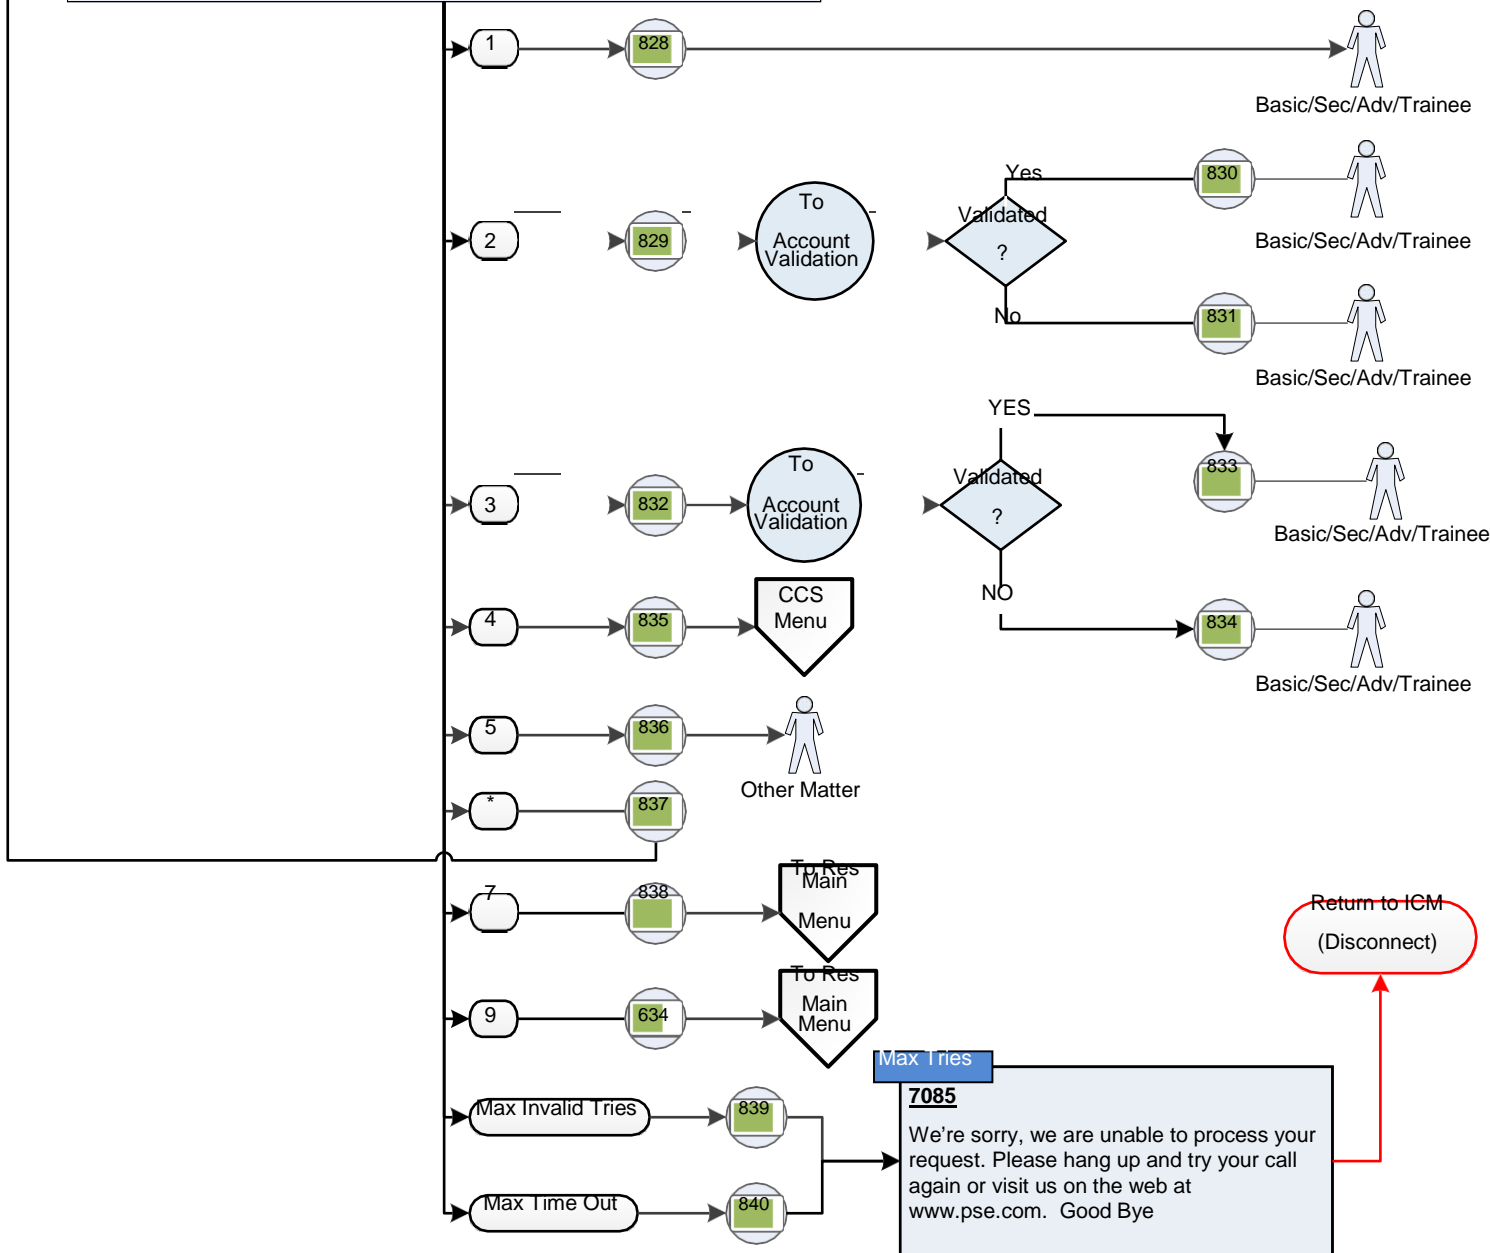 1
828
Basic/Sec/Adv/Trainee
2
829
To
Account
Validation
Validated
?
Yes
830
Basic/Sec/Adv/Trainee
No
831
Basic/Sec/Adv/Trainee
3
832
To
Account
Validation
Validated
?
YES
833
Basic/Sec/Adv/Trainee
NO
834
Basic/Sec/Adv/Trainee
4
835
CCS
Menu
5
836
Other Matter
*
837
7
838
To Res
Main
Menu
9
634
To Res
Main
Menu
Return to ICM
(Disconnect)
Max Invalid Tries
839
Max Time Out
840
Max Tries
7085
We're sorry, we are unable to process your
request. Please hang up and try your call
again or visit us on the web at
www.pse.com.  Good Bye